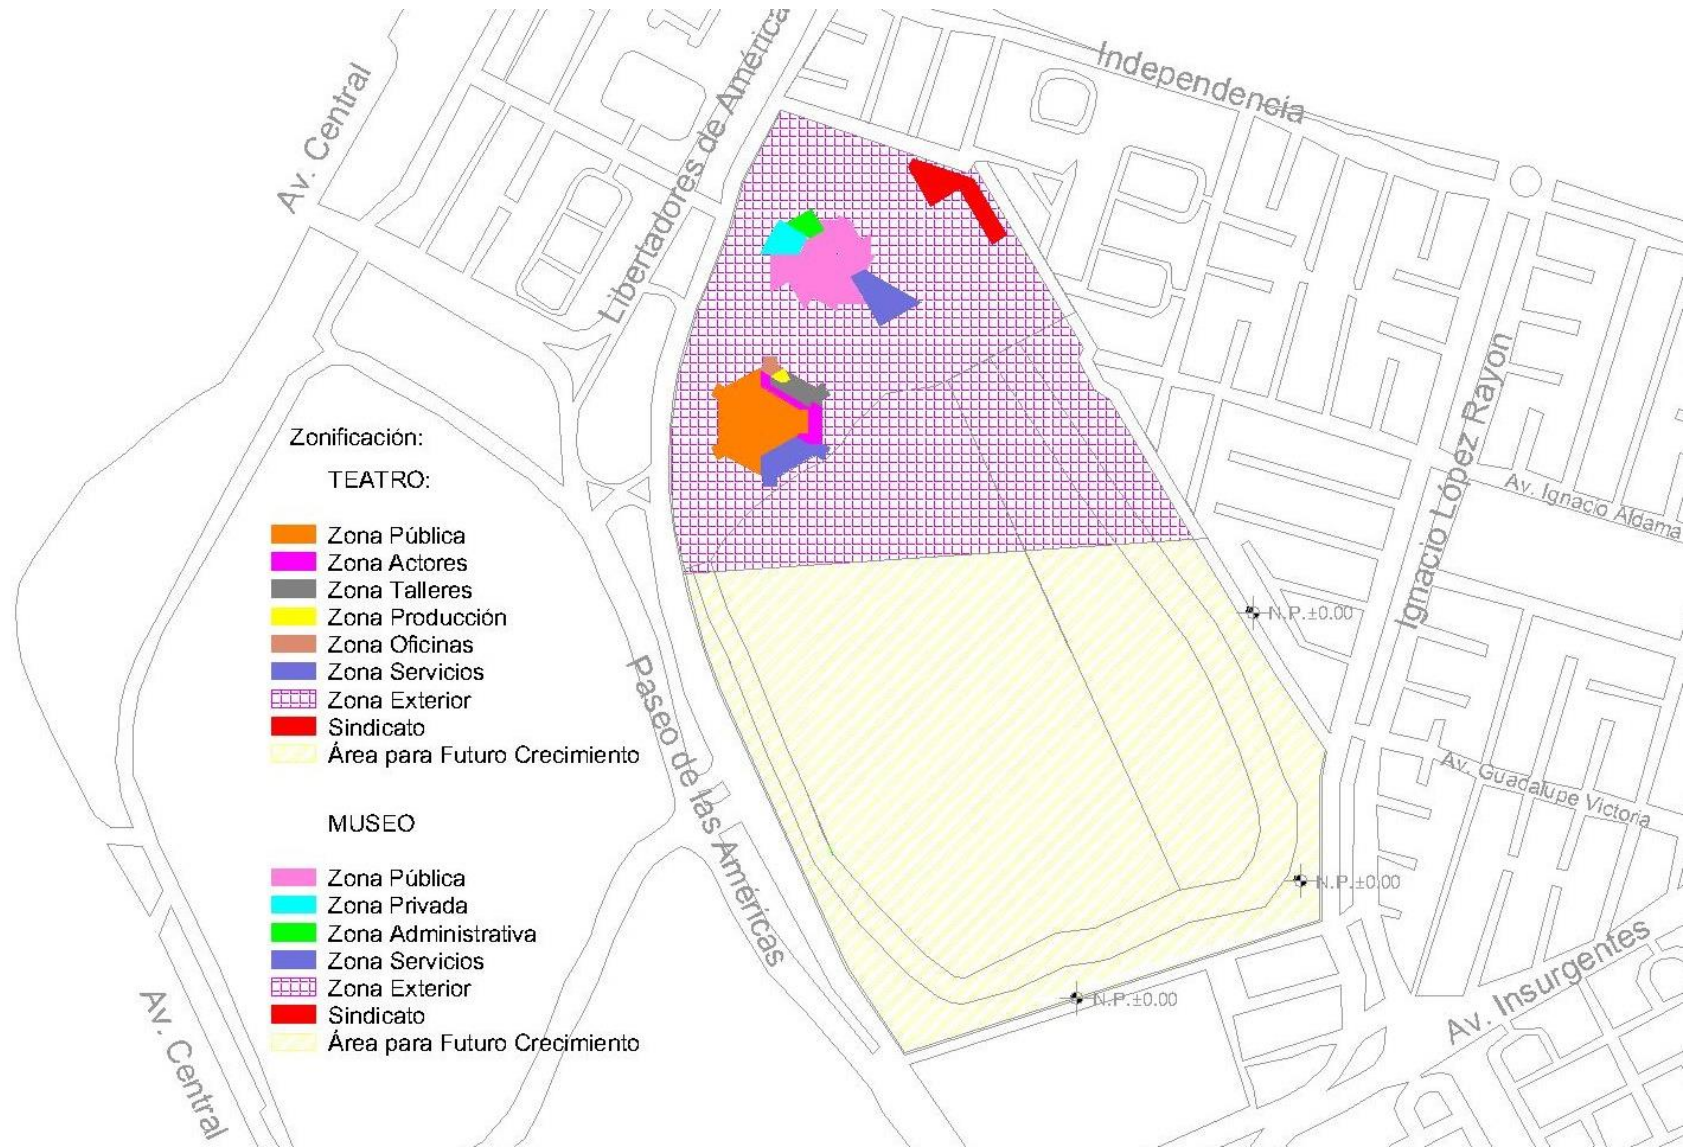 Independencia
Av. Central
Libertadores de América
Ignacio López Rayon
Zonificación:
TEATRO:
Av. Ignacio Aldama
Zona Pública
Zona Actores
Zona Talleres
Zona Producción
N.P.±0.00
Zona Oficinas
Zona Servicios
Zona Exterior
Paseo de las Américas
Sindicato
Área para Futuro Crecimiento
Av. Guadalupe Victoria
MUSEO
Zona Pública
N.P.±0.00
Zona Privada
Zona Administrativa
Zona Servicios
Av. Insurgentes
Zona Exterior
N.P.±0.00
Sindicato
Área para Futuro Crecimiento
Av. Central